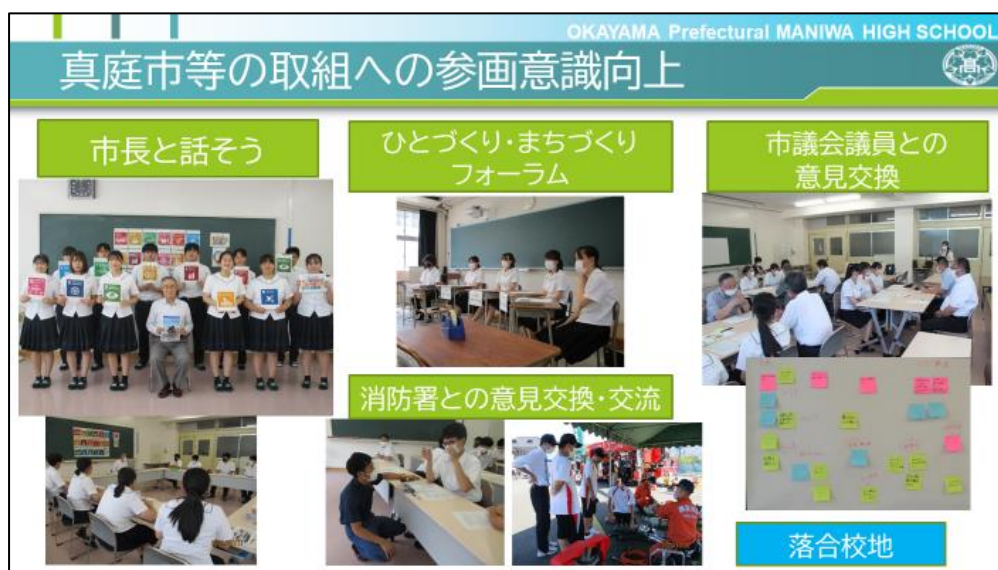 OKAYAMA Prefectural MANIWA HIGH SCHOOL
真庭市等の取組への参画意識向上
高
市長と話そう
ひとづくり・まちづくり
フォーラム
市議会議員との
意見交換
消防署との意見交換・交流
落合校地